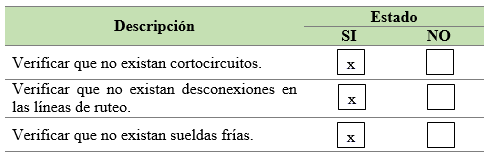 Descripción
Estado
SI NO
Verificar que no existan cortocircuitos. x
Verificar que no existan desconexiones en
las líneas de ruteo. x
Verificar que no existan sueldas frías. x